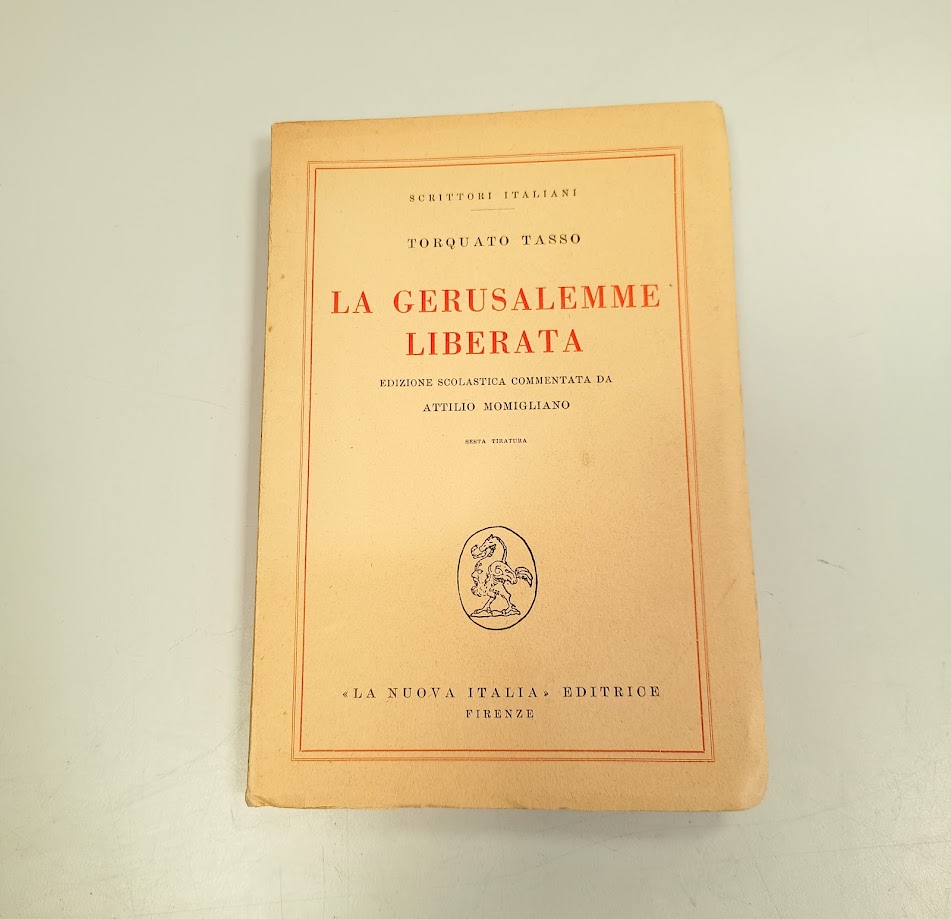 SCRITTORI ITALIANI
TORQUATO TASSO
LA GERUSALEMME
LIBERATA
EDIZIONE SCOLASTICA COMMENTATA DA
ATTILIO MOMIGLIANO
SESTA TIRATURA
«LA NUOVA ITALIA» EDITRICE
FIRENZE